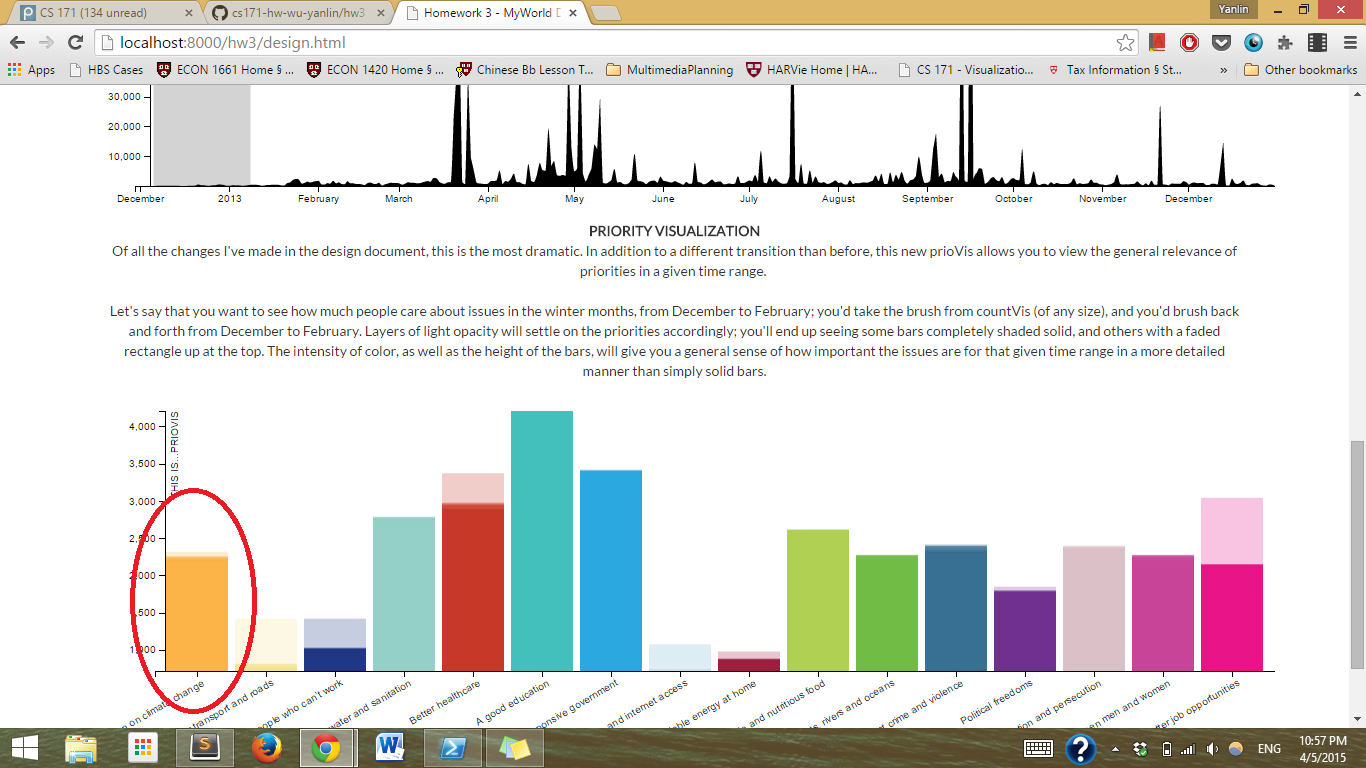 CS 171 (134 unread)
cs171-hw-wu-yanlin/hw3
Homework 3 - MyWorld D
Yanlin
localhost:8000/hw3/design.html
Apps
HBS Cases
ECON 1661 Home § ...
ECON 1420 Home § ...
Chinese Bb Lesson T...
MultimediaPlanning
HARVie Home | HA...
CS 171 - Visualizatio...
Tax Information § St...
»
Other bookmarks
30,000
20,000
10,000
December 2013 February March April May June July August September October November December
PRIORITY VISUALIZATION
Of all the changes I've made in the design document, this is the most dramatic. In addition to a different transition than before, this new prioVis allows you to view the general relevance of
priorities in a given time range.
Let's say that you want to see how much people care about issues in the winter months, from December to February; you'd take the brush from countVis (of any size), and you'd brush back
and forth from December to February. Layers of light opacity will settle on the priorities accordingly; you'll end up seeing some bars completely shaded solid, and others with a faded
rectangle up at the top. The intensity of color, as well as the height of the bars, will give you a general sense of how important the issues are for that given time range in a more detailed
manner than simply solid bars.
THIS IS...PRIOVIS
4,000
3,500
3,000
2,500
2,000
,500
1,000
on climate change
transport and roads
eople who can't work
water and sanitation
Better healthcare
A good education
ponsive government
and internet access
able energy at home
and nutritious food
rivers and oceans
crime and violence
Political freedoms
tion and persecution
en men and women
tter job opportunities
ENG
10:57 PM
4/5/2015